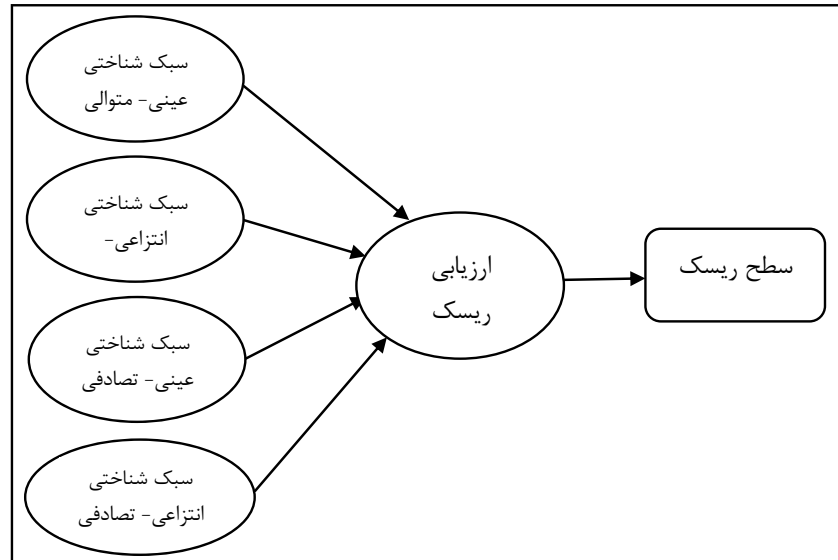 سبک شناختی
عینی- متوالی
سبک شناختی
انتزاعی-
سبک شناختی
عینی- تصادفی
سبک شناختی
انتزاعی- تصادفی
ارزیابی
ریسک
سطح ریسک